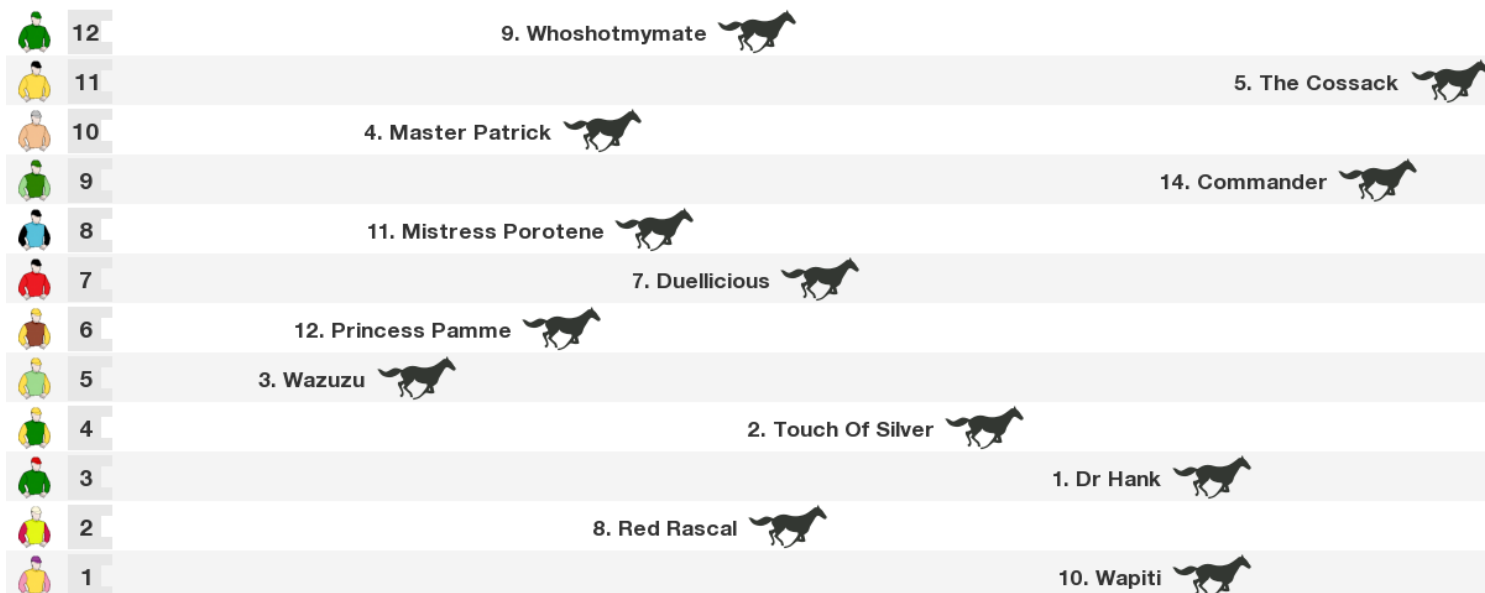 12 9. Whoshotmymate
11 5. The Cossack
10 4. Master Patrick
9 14. Commander
8 11. Mistress Porotene
7 7. Duellicious
6 12. Princess Pamme
5 3. Wazuzu
4 2. Touch Of Silver
3 1. Dr Hank
2 8. Red Rascal
1 10. Wapiti